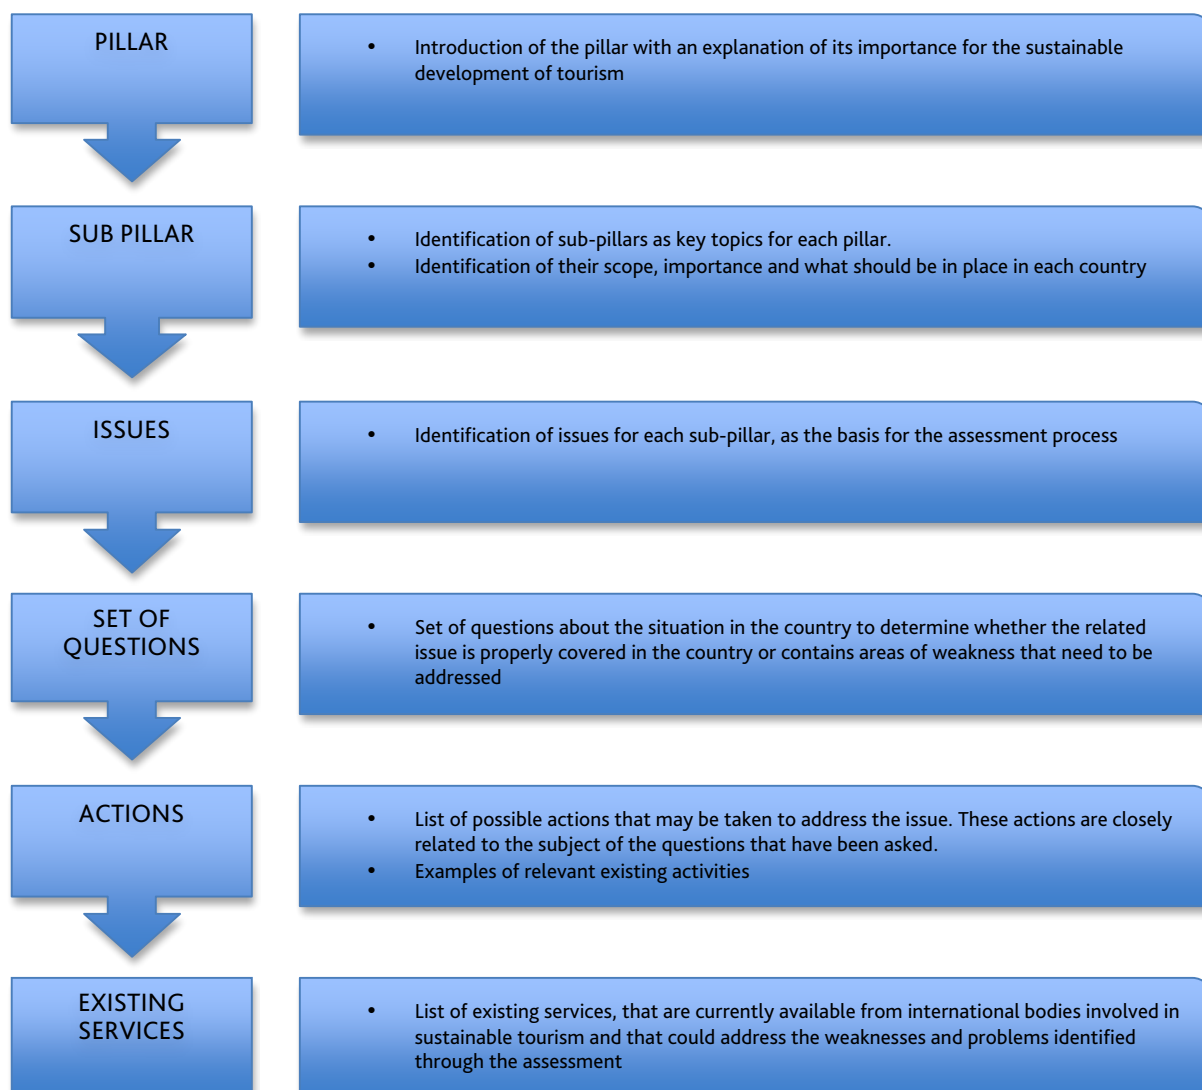 PILLAR
• Introduction of the pillar with an explanation of its importance for the sustainable
development of tourism
SUB PILLAR
• Identification of sub-pillars as key topics for each pillar.
• Identification of their scope, importance and what should be in place in each country
ISSUES
• Identification of issues for each sub-pillar, as the basis for the assessment process
SET OF
QUESTIONS
• Set of questions about the situation in the country to determine whether the related
issue is properly covered in the country or contains areas of weakness that need to be
addressed
ACTIONS
• List of possible actions that may be taken to address the issue. These actions are closely
related to the subject of the questions that have been asked.
• Examples of relevant existing activities
EXISTING
SERVICES
• List of existing services, that are currently available from international bodies involved in
sustainable tourism and that could address the weaknesses and problems identified
through the assessment